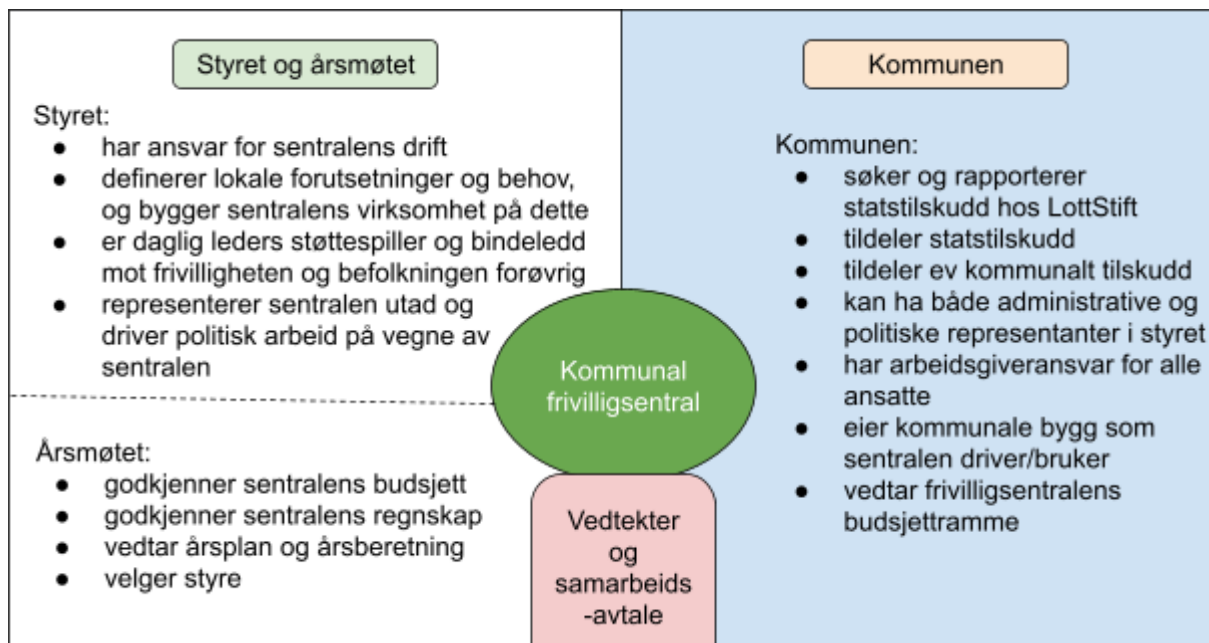 Styret og årsmøtet
Styret:
● har ansvar for sentralens drift
● definerer lokale forutsetninger og behov,
og bygger sentralens virksomhet på dette
● er daglig leders støttespiller og bindeledd
mot frivilligheten og befolkningen forøvrig
● representerer sentralen utad og
driver politisk arbeid på vegne av
sentralen
Årsmøtet:
● godkjenner sentralens budsjett
● godkjenner sentralens regnskap
● vedtar årsplan og årsberetning
● velger styre
Kommunal
frivilligsentral
Vedtekter
og
samarbeids
-avtale
Kommunen
Kommunen:
● søker og rapporterer
statstilskudd hos LottStift
● tildeler statstilskudd
● tildeler ev kommunalt tilskudd
● kan ha både administrative og
politiske representanter i styret
● har arbeidsgiveransvar for alle
ansatte
● eier kommunale bygg som
sentralen driver/bruker
● vedtar frivilligsentralens
budsjettramme